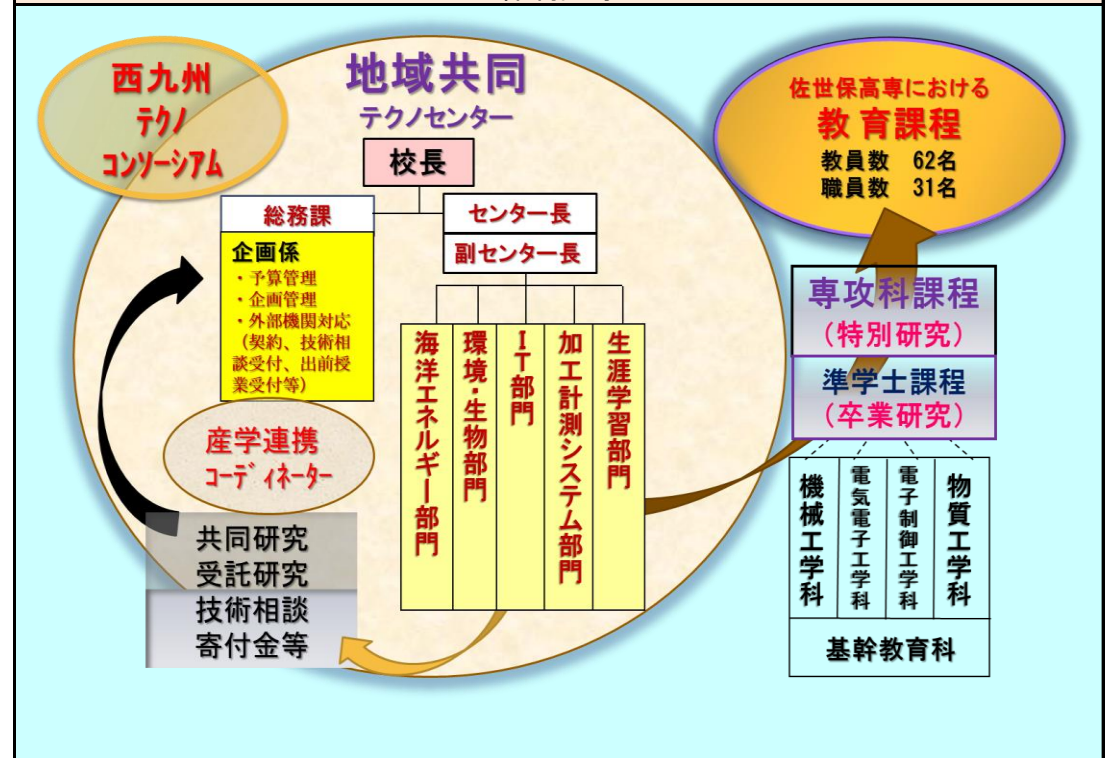 西九州
テクノ
コンソーシアム
地域共同
テクノセンター
校長
総務課
企画係
・予算管理
・企画管理
・外部機関対応
（契約、技術相
談受付、出前授
業受付等）
センター長
副センター長
海洋エネルギー部門
環境・生物部門
IT部門
加工計測システム部門
生涯学習部門
産学連携
コーディネーター
共同研究
受託研究
技術相談
寄付金等
佐世保高専における
教育課程
教員数　62名
職員数　31名
専攻科課程
（特別研究）
準学士課程
（卒業研究）
機械工学科
電気電子工学科
電子制御工学科
物質工学科
基幹教育科